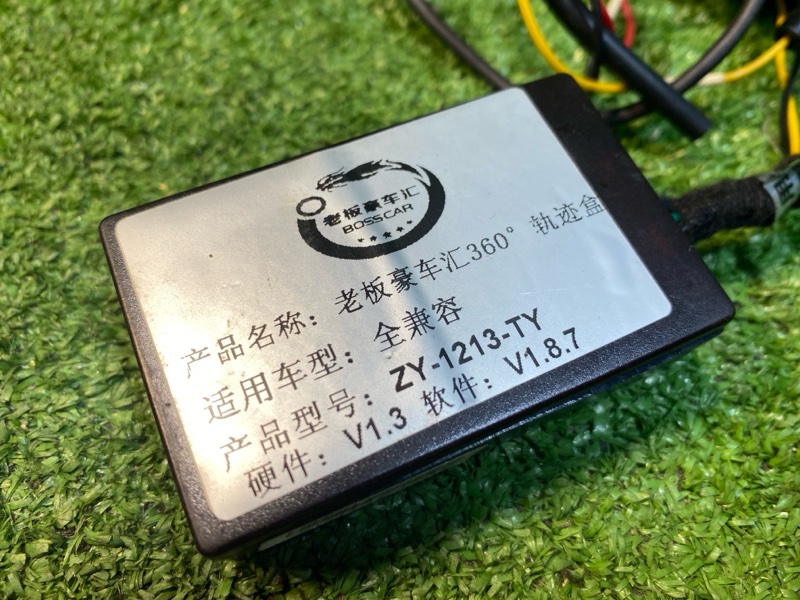 老板豪车汇
BOSSCAR
产品名称：老板豪车汇360° 轨迹盒
适用车型：全兼容
产品型号：ZY-1213-TY
硬件：V1.3 软件：V1.8.7